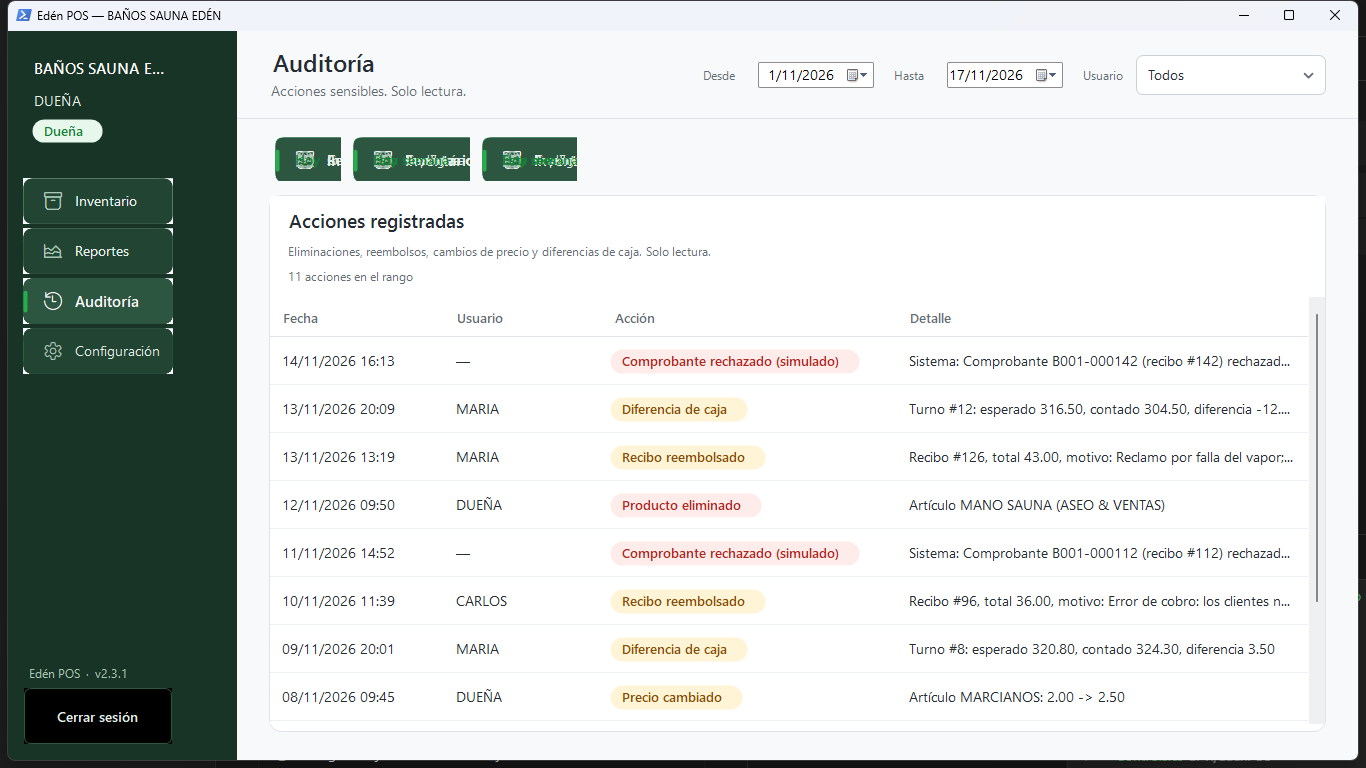 Edén POS — BAÑOS SAUNA EDÉN
BAÑOS SAUNA E...
DUEÑA
Dueña
Inventario
Reportes
Auditoría
Configuración
Edén POS · v2.3.1
Cerrar sesión
Auditoría
Acciones sensibles. Solo lectura.
Desde 1/11/2026 Hasta 17/11/2026 Usuario Todos
Acciones registradas
Eliminaciones, reembolsos, cambios de precio y diferencias de caja. Solo lectura.
11 acciones en el rango
Fecha Usuario Acción Detalle
14/11/2026 16:13 — Comprobante rechazado (simulado) Sistema: Comprobante B001-000142 (recibo #142) rechazad...
13/11/2026 20:09 MARIA Diferencia de caja Turno #12: esperado 316.50, contado 304.50, diferencia -12....
13/11/2026 13:19 MARIA Recibo reembolsado Recibo #126, total 43.00, motivo: Reclamo por falla del vapor;...
12/11/2026 09:50 DUEÑA Producto eliminado Artículo MANO SAUNA (ASEO & VENTAS)
11/11/2026 14:52 — Comprobante rechazado (simulado) Sistema: Comprobante B001-000112 (recibo #112) rechazad...
10/11/2026 11:39 CARLOS Recibo reembolsado Recibo #96, total 36.00, motivo: Error de cobro: los clientes n...
09/11/2026 20:01 MARIA Diferencia de caja Turno #8: esperado 320.80, contado 324.30, diferencia 3.50
08/11/2026 09:45 DUEÑA Precio cambiado Artículo MARCIANOS: 2.00 -> 2.50